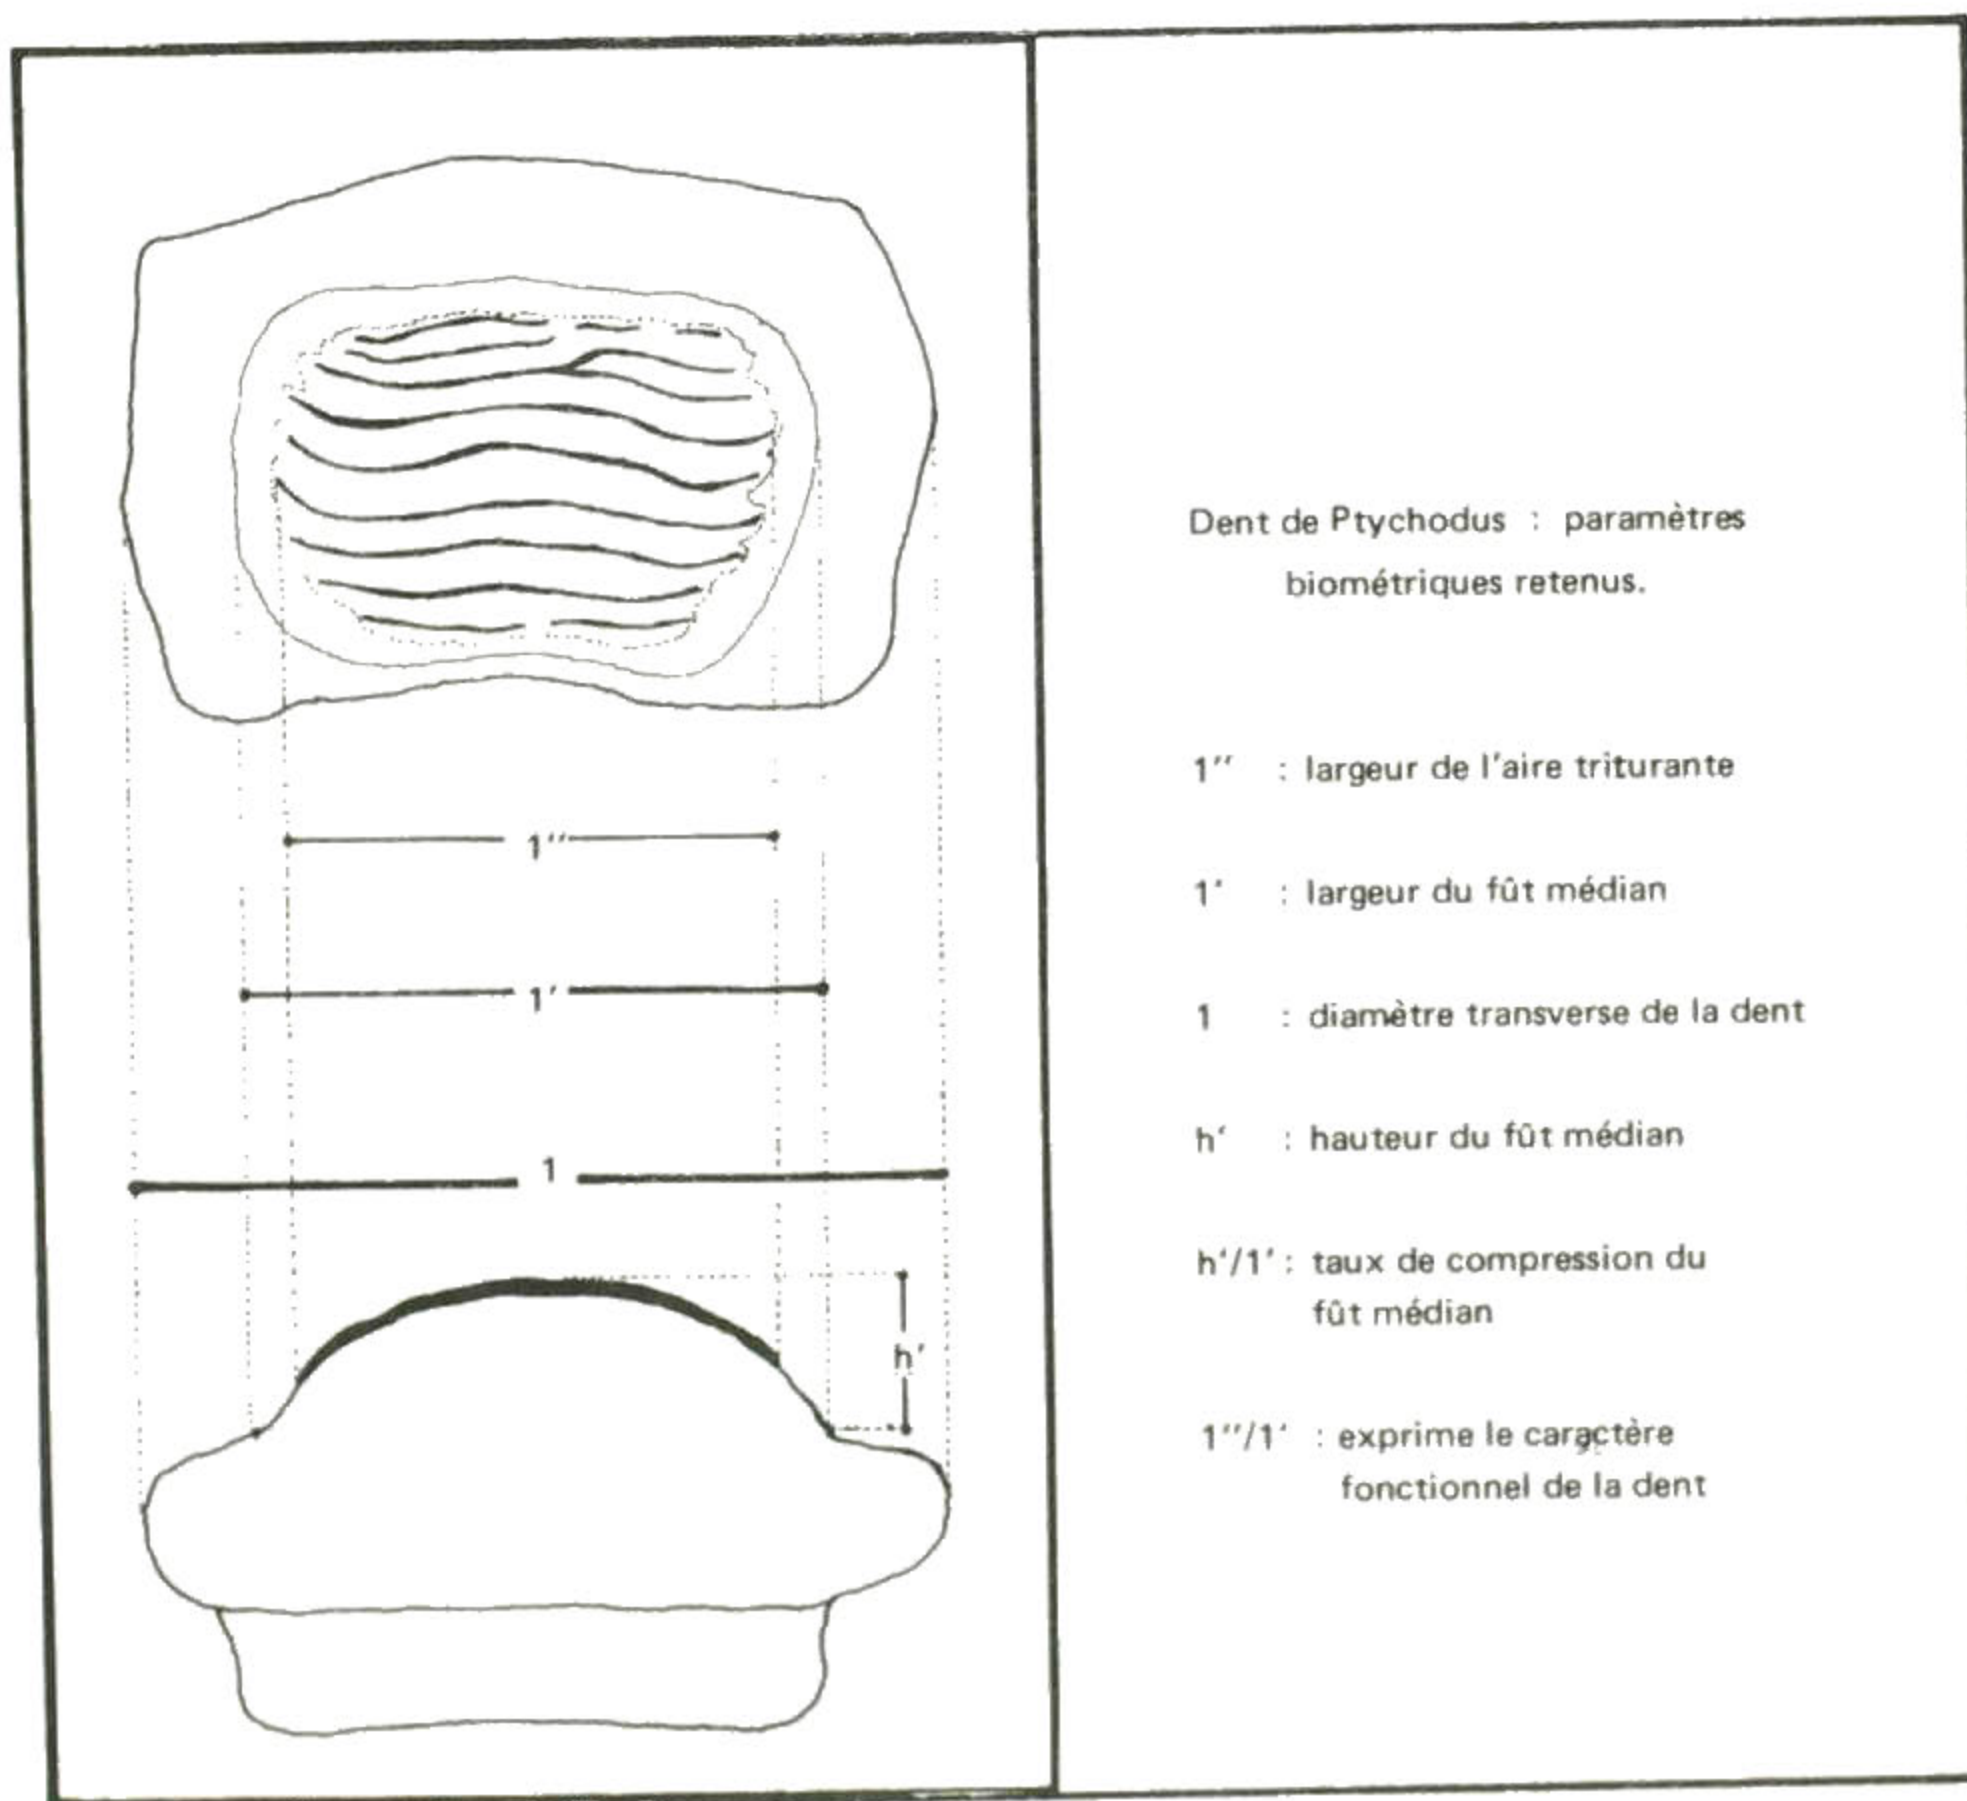 1''
1'
1
h'
Dent de Ptychodus : paramètres
biométriques retenus.
1'' : largeur de l'aire triturante
1' : largeur du fût médian
1 : diamètre transverse de la dent
h' : hauteur du fût médian
h'/1' : taux de compression du
fût médian
1''/1' : exprime le caractère
fonctionnel de la dent